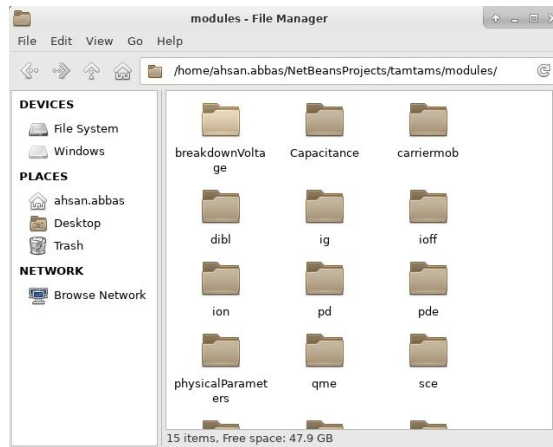 modules - File Manager
File Edit View Go Help
/home/ahsan.abbas/NetBeansProjects/tamtams/modules/
DEVICES
File System
Windows
PLACES
ahsan.abbas
Desktop
Trash
NETWORK
Browse Network
breakdownVolta
ge
Capacitance
carriermob
dibl
ig
ioff
ion
pd
pde
physicalParamet
ers
qme
sce
15 items, Free space: 47.9 GB